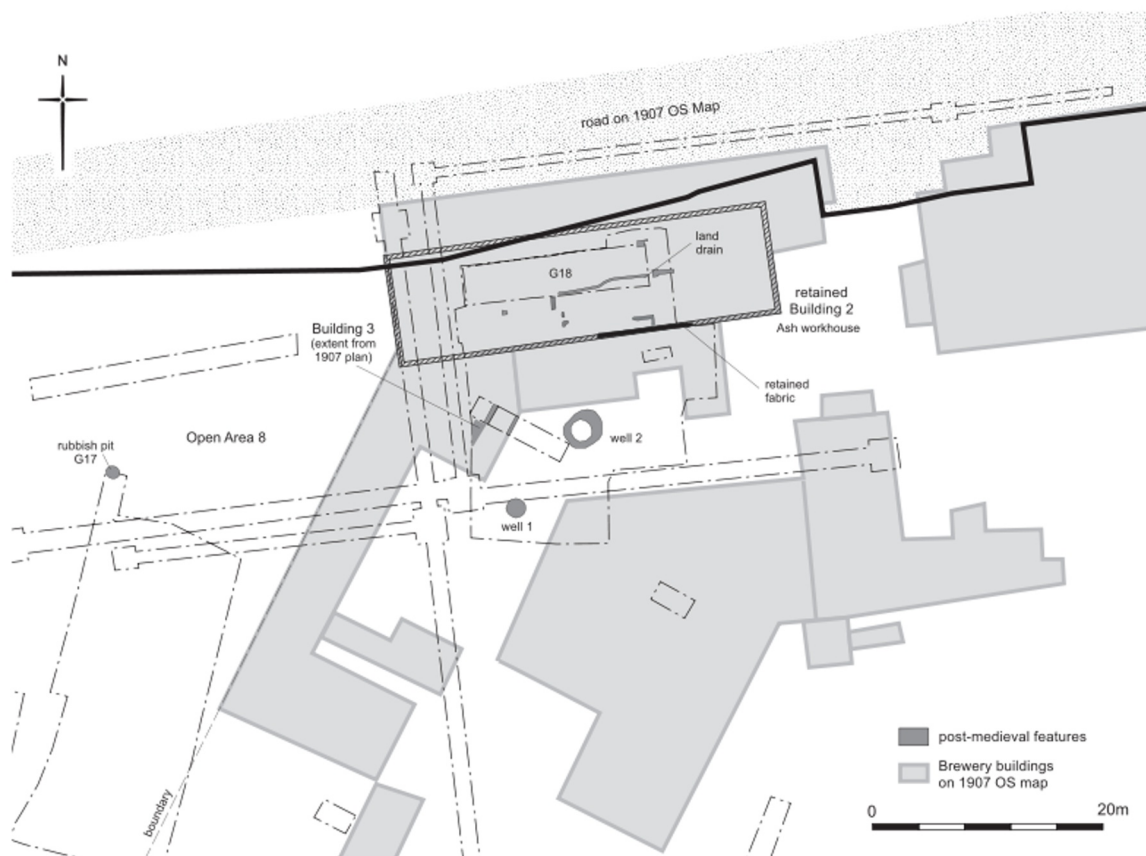 N
road on 1907 OS Map
land
drain
G18
retained
Building 2
Ash workhouse
Building 3
(extent from
1907 plan)
retained
fabric
Open Area 8
well 2
rubbish pit
G17
well 1
post-medieval features
Brewery buildings
on 1907 OS map
boundary
0
20m